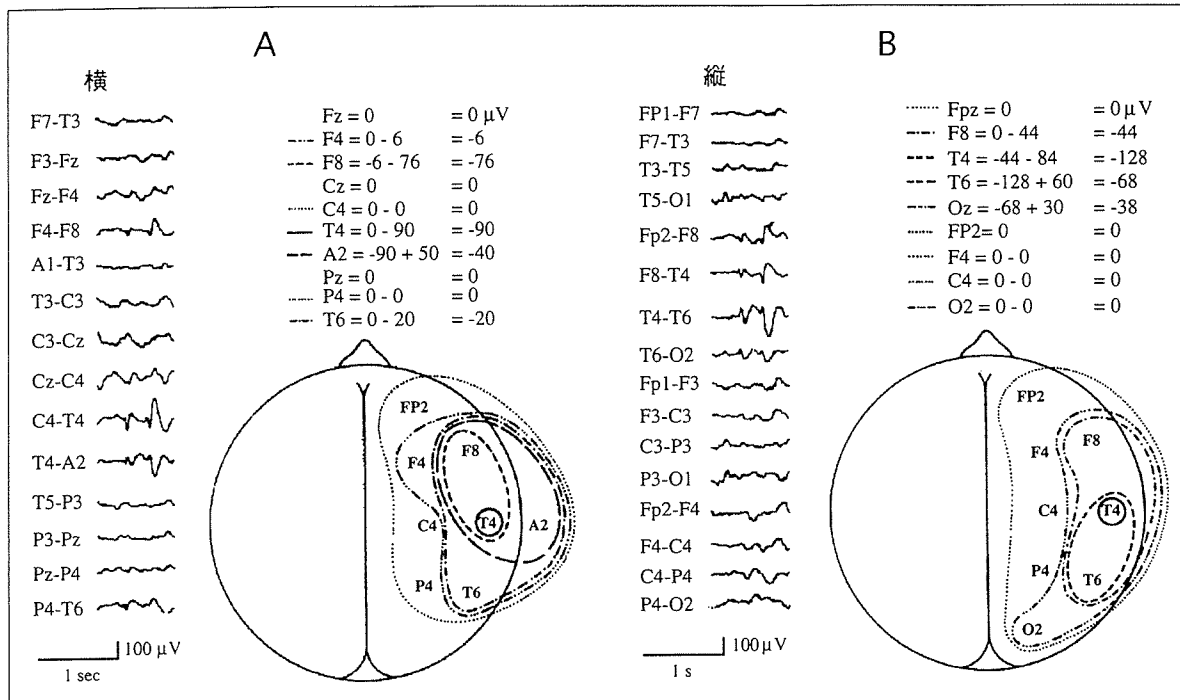 A
横
F7-T3
F3-Fz
Fz-F4
F4-F8
A1-T3
T3-C3
C3-Cz
Cz-C4
C4-T4
T4-A2
T5-P3
P3-Pz
Pz-P4
P4-T6
100 μV
1 sec
Fz = 0 = 0 μV
F4 = 0 - 6 = -6
F8 = -6 - 76 = -76
Cz = 0 = 0
C4 = 0 - 0 = 0
T4 = 0 - 90 = -90
A2 = -90 + 50 = -40
Pz = 0 = 0
P4 = 0 - 0 = 0
T6 = 0 - 20 = -20
FP2
F8
F4
C4
T4
A2
P4
T6
B
縦
FP1-F7
F7-T3
T3-T5
T5-O1
Fp2-F8
F8-T4
T4-T6
T6-O2
Fp1-F3
F3-C3
C3-P3
P3-O1
Fp2-F4
F4-C4
C4-P4
P4-O2
100 μV
1 s
Fpz = 0 = 0 μV
F8 = 0 - 44 = -44
T4 = -44 - 84 = -128
T6 = -128 + 60 = -68
Oz = -68 + 30 = -38
FP2= 0 = 0
F4 = 0 - 0 = 0
C4 = 0 - 0 = 0
O2 = 0 - 0 = 0
FP2
F8
F4
C4
T4
P4
T6
O2